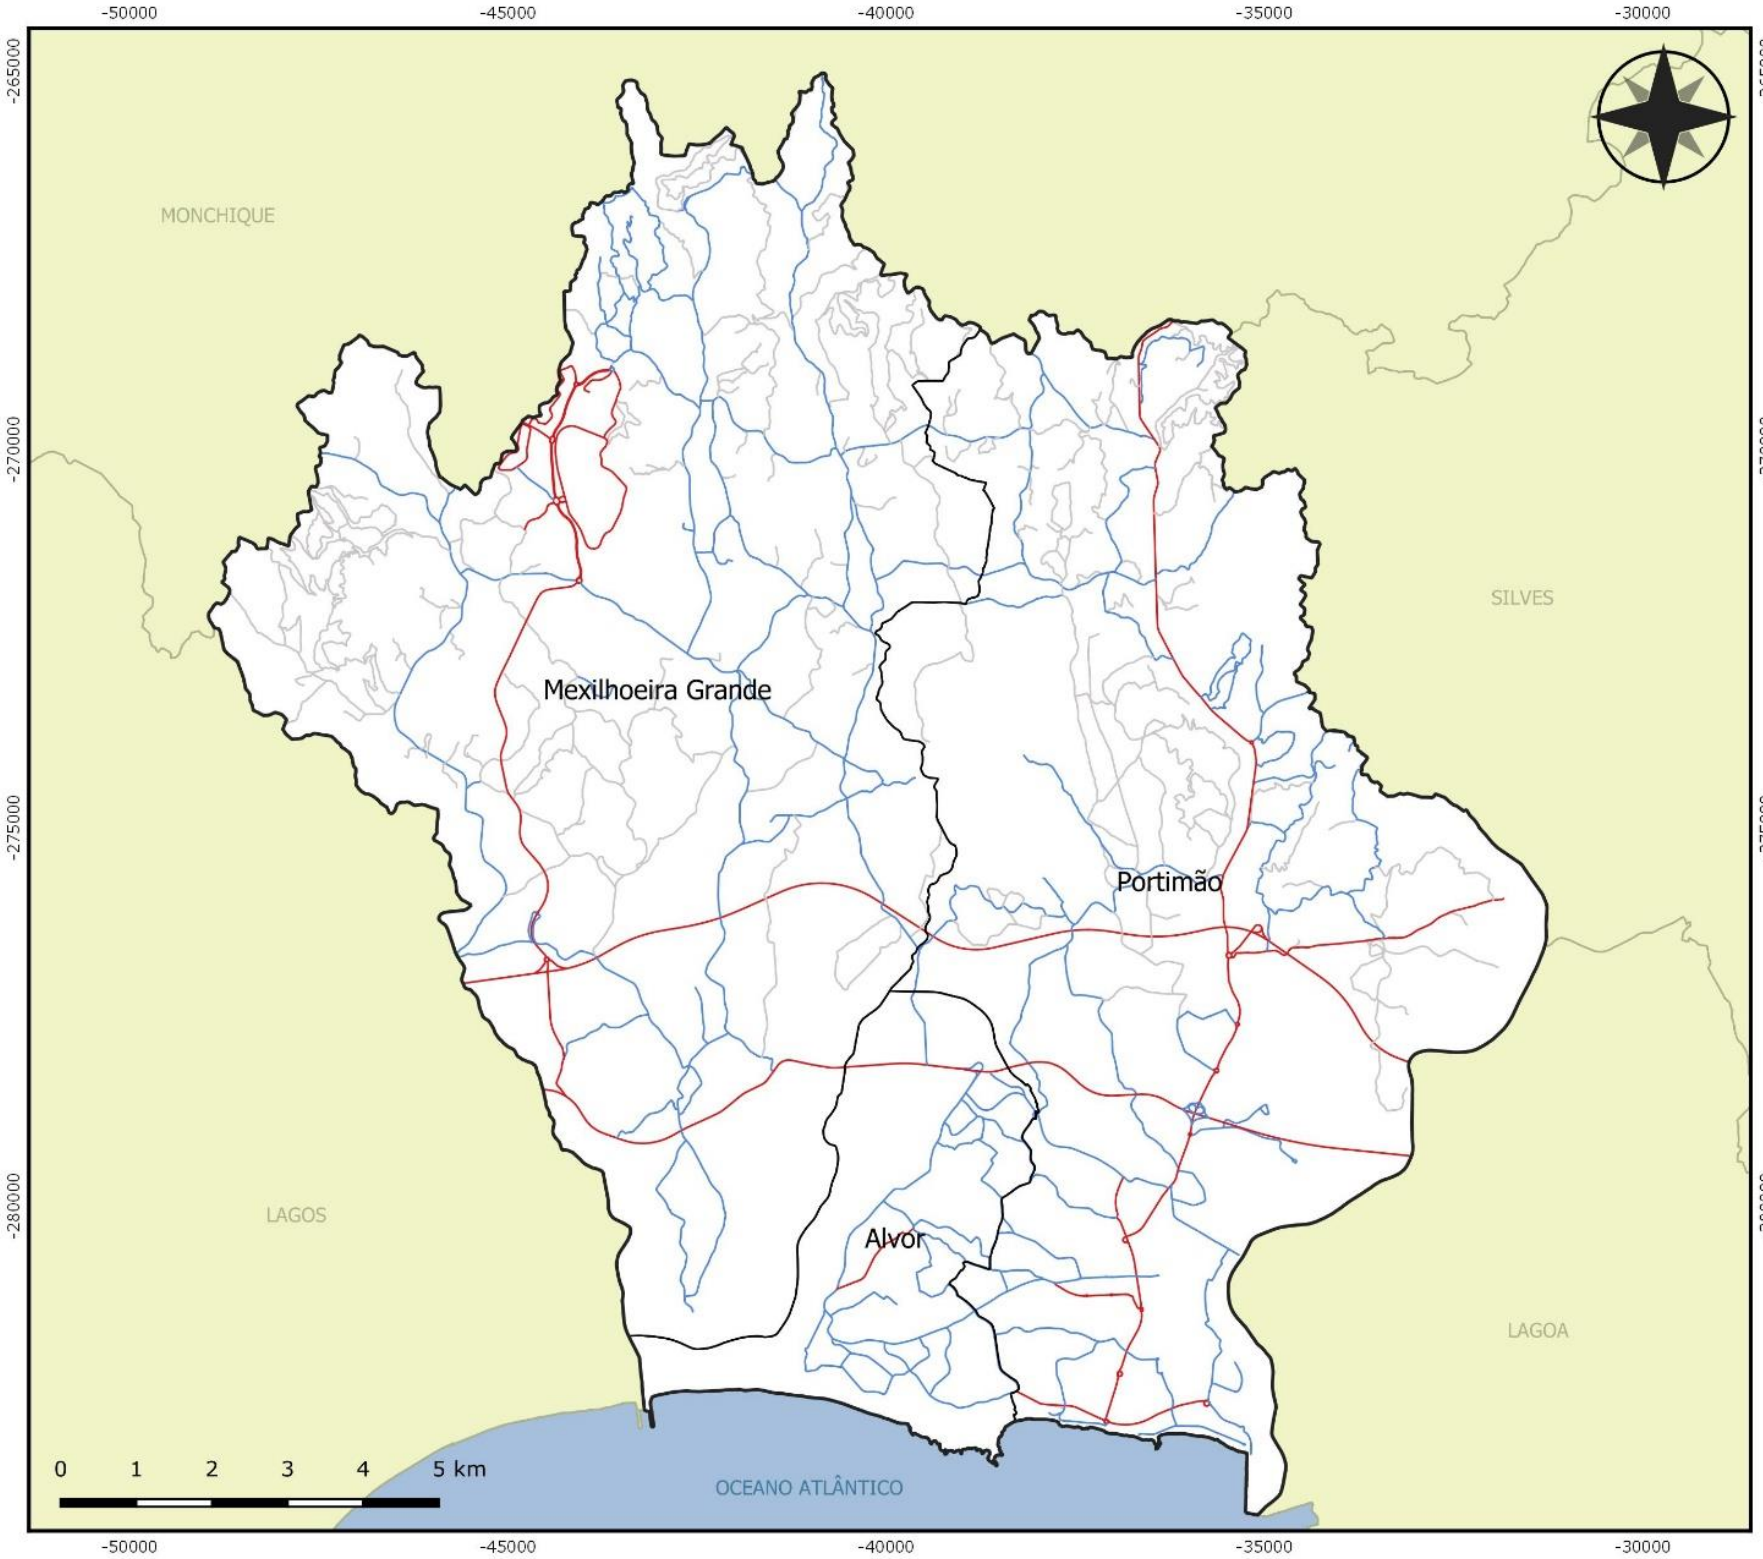 -50000 -45000 -40000 -35000 -30000
-265000
MONCHIQUE
-270000
SILVES
Mexilhoeira Grande
-275000
Portimão
-280000
LAGOS
Alvor
LAGOA
0 1 2 3 4 5 km
OCEANO ATLÂNTICO
-50000 -45000 -40000 -35000 -30000